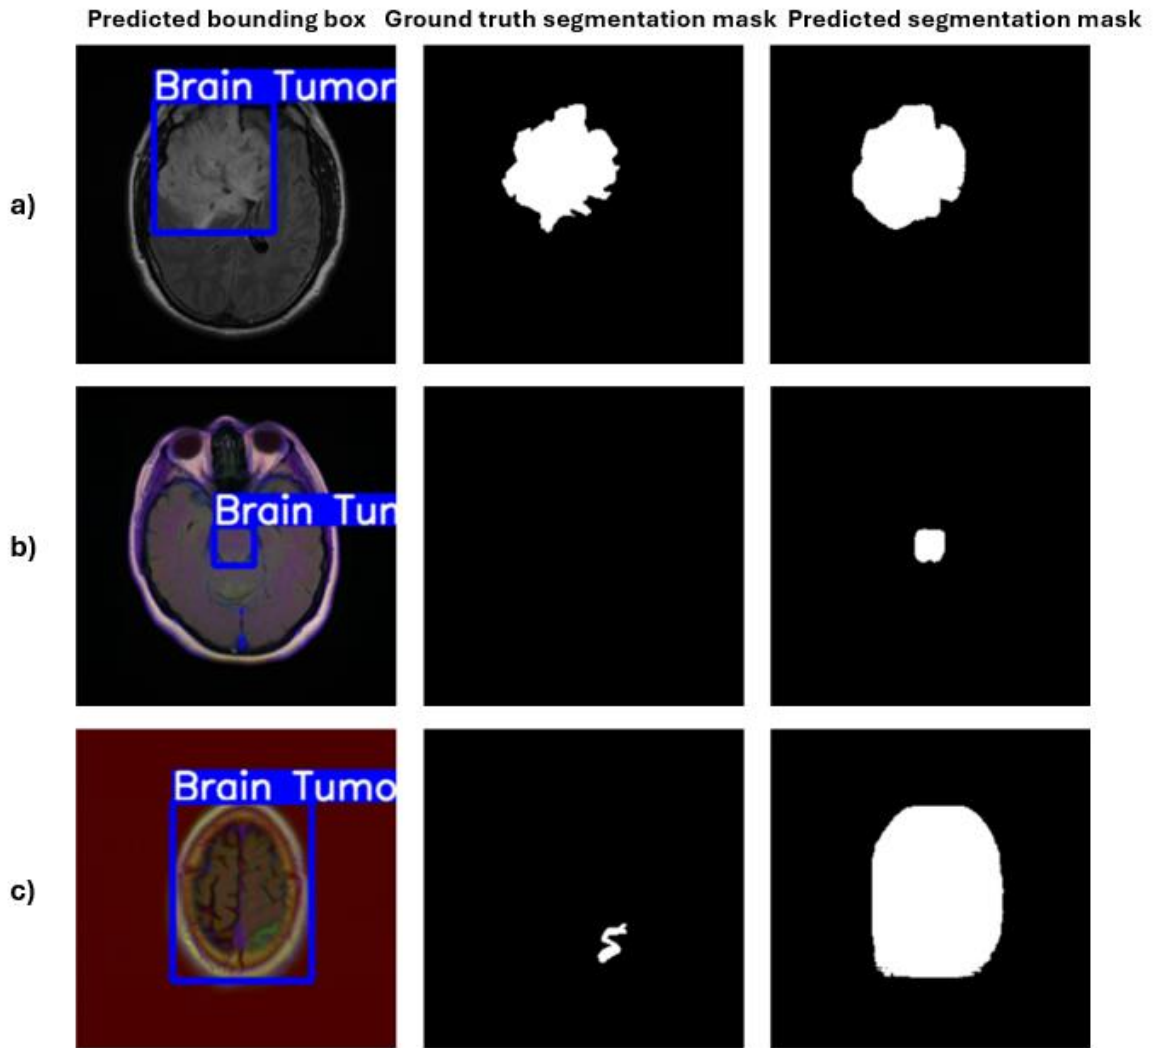 Predicted bounding box Ground truth segmentation mask Predicted segmentation mask
a)
Brain Tumor
b)
Brain Tun
c)
Brain Tumo